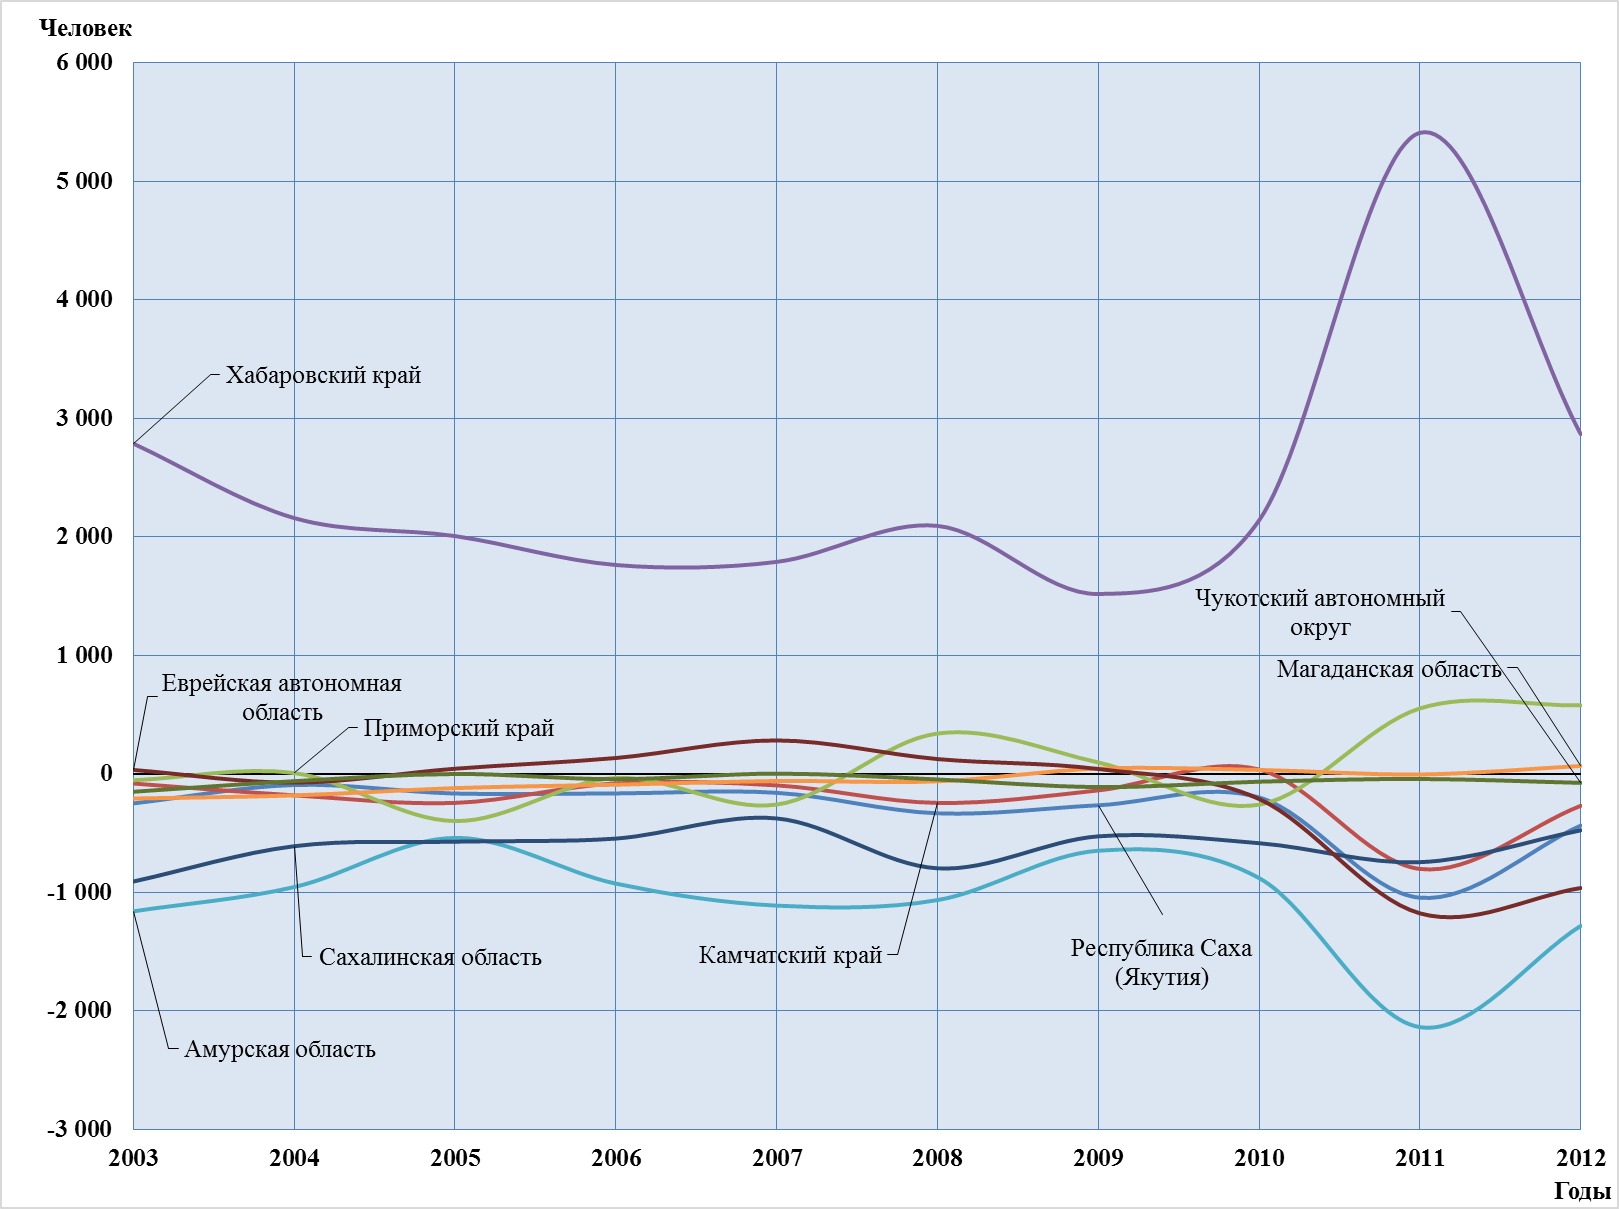 Человек
6 000
5 000
4 000
3 000
2 000
1 000
0
-1 000
-2 000
-3 000
Хабаровский край
Чукотский автономный
округ
Магаданская область
Еврейская автономная
область
Приморский край
Сахалинская область
Камчатский край
Республика Саха
(Якутия)
Амурская область
2003
2004
2005
2006
2007
2008
2009
2010
2011
2012
Годы